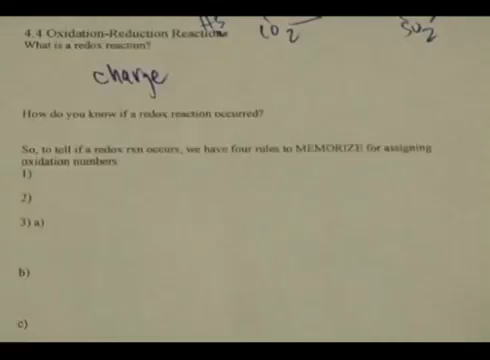 4.4 Oxidation-Reduction Reactions
What is a redox reaction?
charge
How do you know if a redox reaction occurred?
So, to tell if a redox rxn occurs, we have four rules to MEMORIZE for assigning
oxidation numbers
1)
2)
3) a)
b)
c)